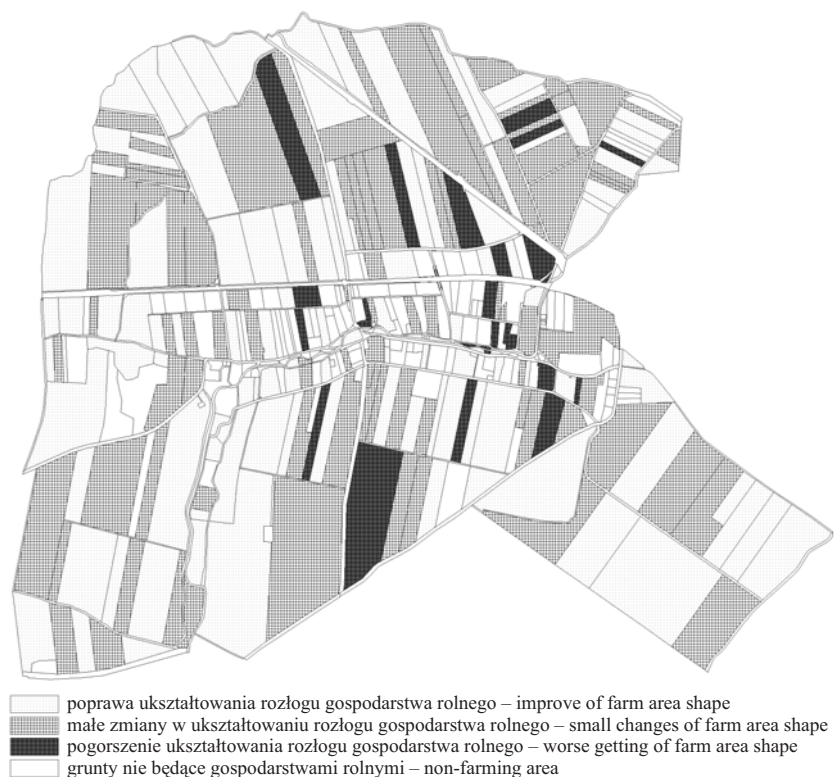 poprawa ukształtowania rozłogu gospodarstwa rolnego – improve of farm area shape
małe zmiany w ukształtowaniu rozłogu gospodarstwa rolnego – small changes of farm area shape
pogorszenie ukształtowania rozłogu gospodarstwa rolnego – worse getting of farm area shape
grunty nie będące gospodarstwami rolnymi – non-farming area